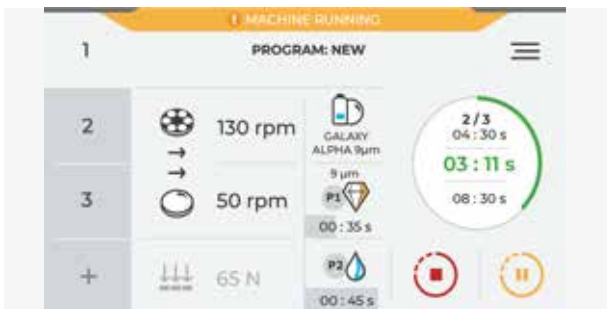 MACHINE RUNNING
1
PROGRAM: NEW
2
130 rpm
GALAXY
ALPHA 9µm
2/3
04 : 30 s
03 : 11 s
08 : 30 s
3
50 rpm
9 µm
P1
00 : 35 s
+
65 N
P2
00 : 45 s